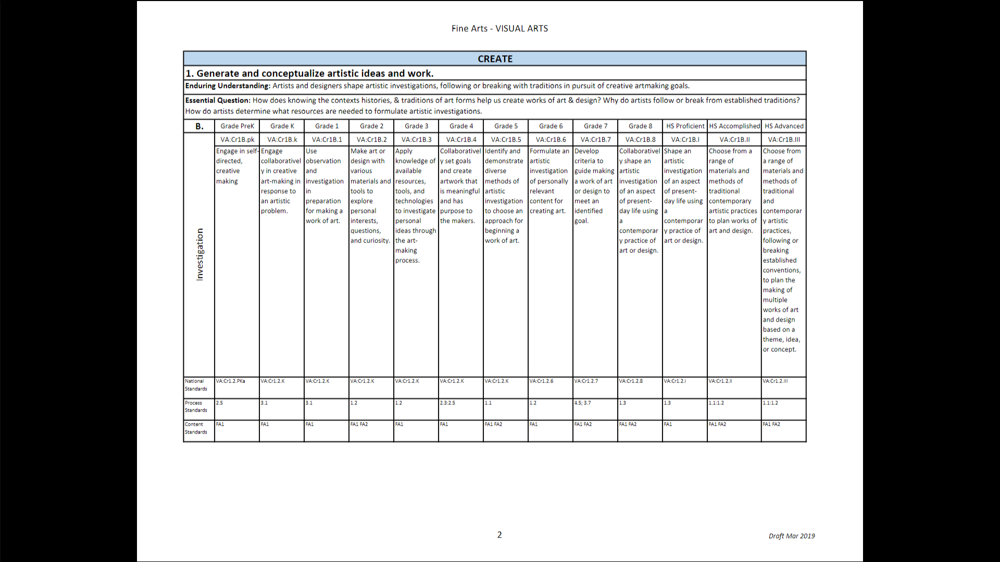 Fine Arts - VISUAL ARTS
CREATE
1. Generate and conceptualize artistic ideas and work.
Enduring Understanding: Artists and designers shape artistic investigations, following or breaking with traditions in pursuit of creative artmaking goals.
Essential Question: How does knowing the contexts histories, & traditions of art forms help us create works of art & design? Why do artists follow or break from established traditions?
How do artists determine what resources are needed to formulate artistic investigations.
B. Grade PreK Grade K Grade 1 Grade 2 Grade 3 Grade 4 Grade 5 Grade 6 Grade 7 Grade 8 HS Proficient HS Accomplished HS Advanced
VA:Cr1B.pk VA:Cr1B.k VA:Cr1B.1 VA:Cr1B.2 VA:Cr1B.3 VA:Cr1B.4 VA:Cr1B.5 VA:Cr1B.6 VA:Cr1B.7 VA:Cr1B.8 VA:Cr1B.I VA:Cr1B.II VA:Cr1B.III
Investigation
Engage in self-
directed,
creative
making
Engage
collaborativel
y in creative
art-making in
response to
an artistic
problem.
Use
observation
and
investigation
in
preparation
for making a
work of art.
Make art or
design with
various
materials and
tools to
explore
personal
interests,
questions,
and curiosity.
Apply
knowledge of
available
resources,
tools, and
technologies
to investigate
personal
ideas through
the art-
making
process.
Collaborativel
y set goals
and create
artwork that
is meaningful
and has
purpose to
the makers.
Identify and
demonstrate
diverse
methods of
artistic
investigation
to choose an
approach for
beginning a
work of art.
Formulate an
artistic
investigation
of personally
relevant
content for
creating art.
Develop
criteria to
guide making
a work of art
or design to
meet an
identified
goal.
Collaborativel
y shape an
artistic
investigation
of an aspect
of present-
day life using
a
contemporar
y practice of
art or design.
Shape an
artistic
investigation
of an aspect
of present-
day life using
a
contemporar
y practice of
art or design.
Choose from a
range of
materials and
methods of
traditional
contemporary
artistic practices
to plan works of
art and design.
Choose from
a range of
materials and
methods of
traditional
and
contemporar
y artistic
practices,
following or
breaking
established
conventions,
to plan the
making of
multiple
works of art
and design
based on a
theme, idea,
or concept.
National
Standards
VA:Cr1.2.PKa VA:Cr1.2.K VA:Cr1.2.K VA:Cr1.2.K VA:Cr1.2.K VA:Cr1.2.K VA:Cr1.2.K VA:Cr1.2.6 VA:Cr1.2.7 VA:Cr1.2.8 VA:Cr1.2.I VA:Cr1.2.II VA:Cr1.2.III
Process
Standards
2.5 3.1 3.1 1.2 1.2 2.3:2.5 1.1 1.2 4.5; 3.7 1.3 1.3 1.1:1.2 1.1:1.2
Content
Standards
FA1 FA1 FA1 FA1 FA2 FA1 FA1 FA1 FA2 FA1 FA1 FA2 FA1 FA2 FA1 FA1 FA2 FA1 FA2
2
Draft Mar 2019